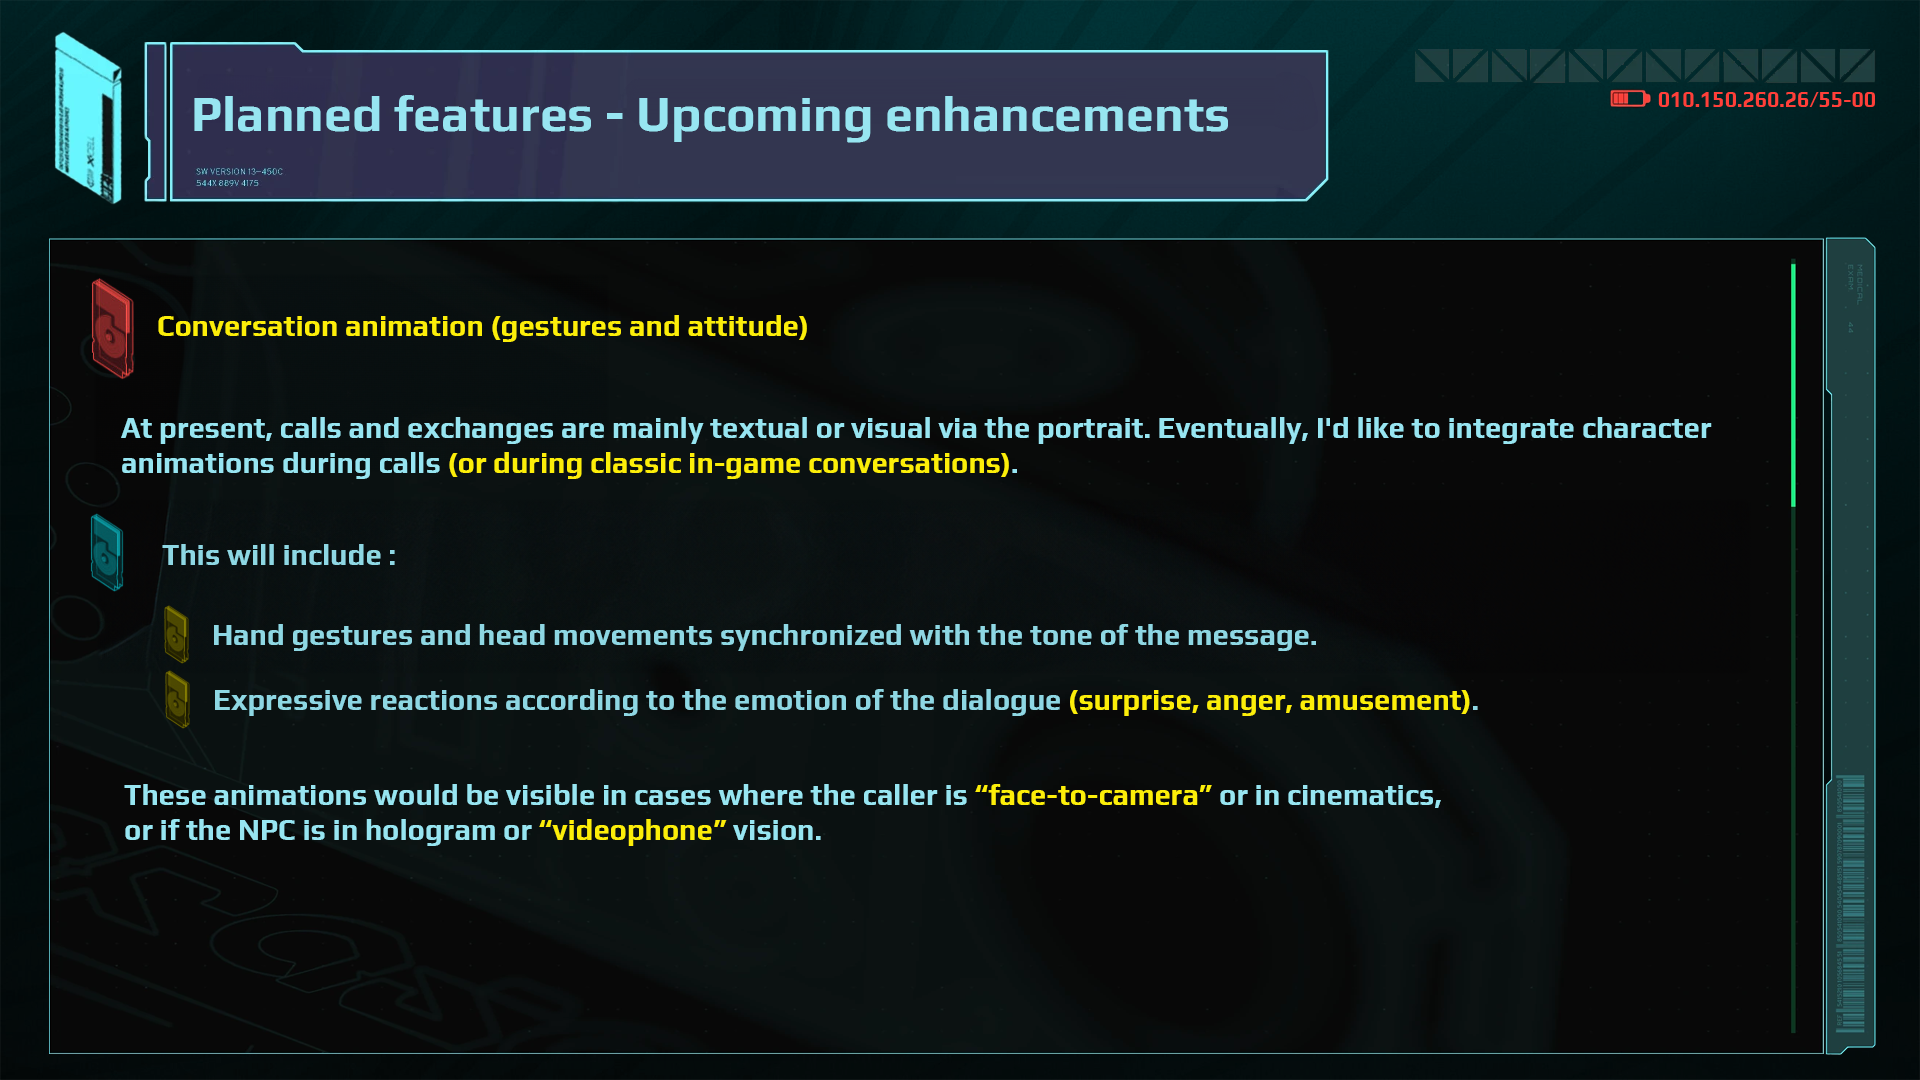 Planned features - Upcoming enhancements
SW VERSION 13-450C
544X 889V 4175
010.150.260.26/55-00
MEDICAL
EXAM
44
Conversation animation (gestures and attitude)
At present, calls and exchanges are mainly textual or visual via the portrait. Eventually, I'd like to integrate character
animations during calls (or during classic in-game conversations).
This will include :
Hand gestures and head movements synchronized with the tone of the message.
Expressive reactions according to the emotion of the dialogue (surprise, anger, amusement).
These animations would be visible in cases where the caller is “face-to-camera” or in cinematics,
or if the NPC is in hologram or “videophone” vision.